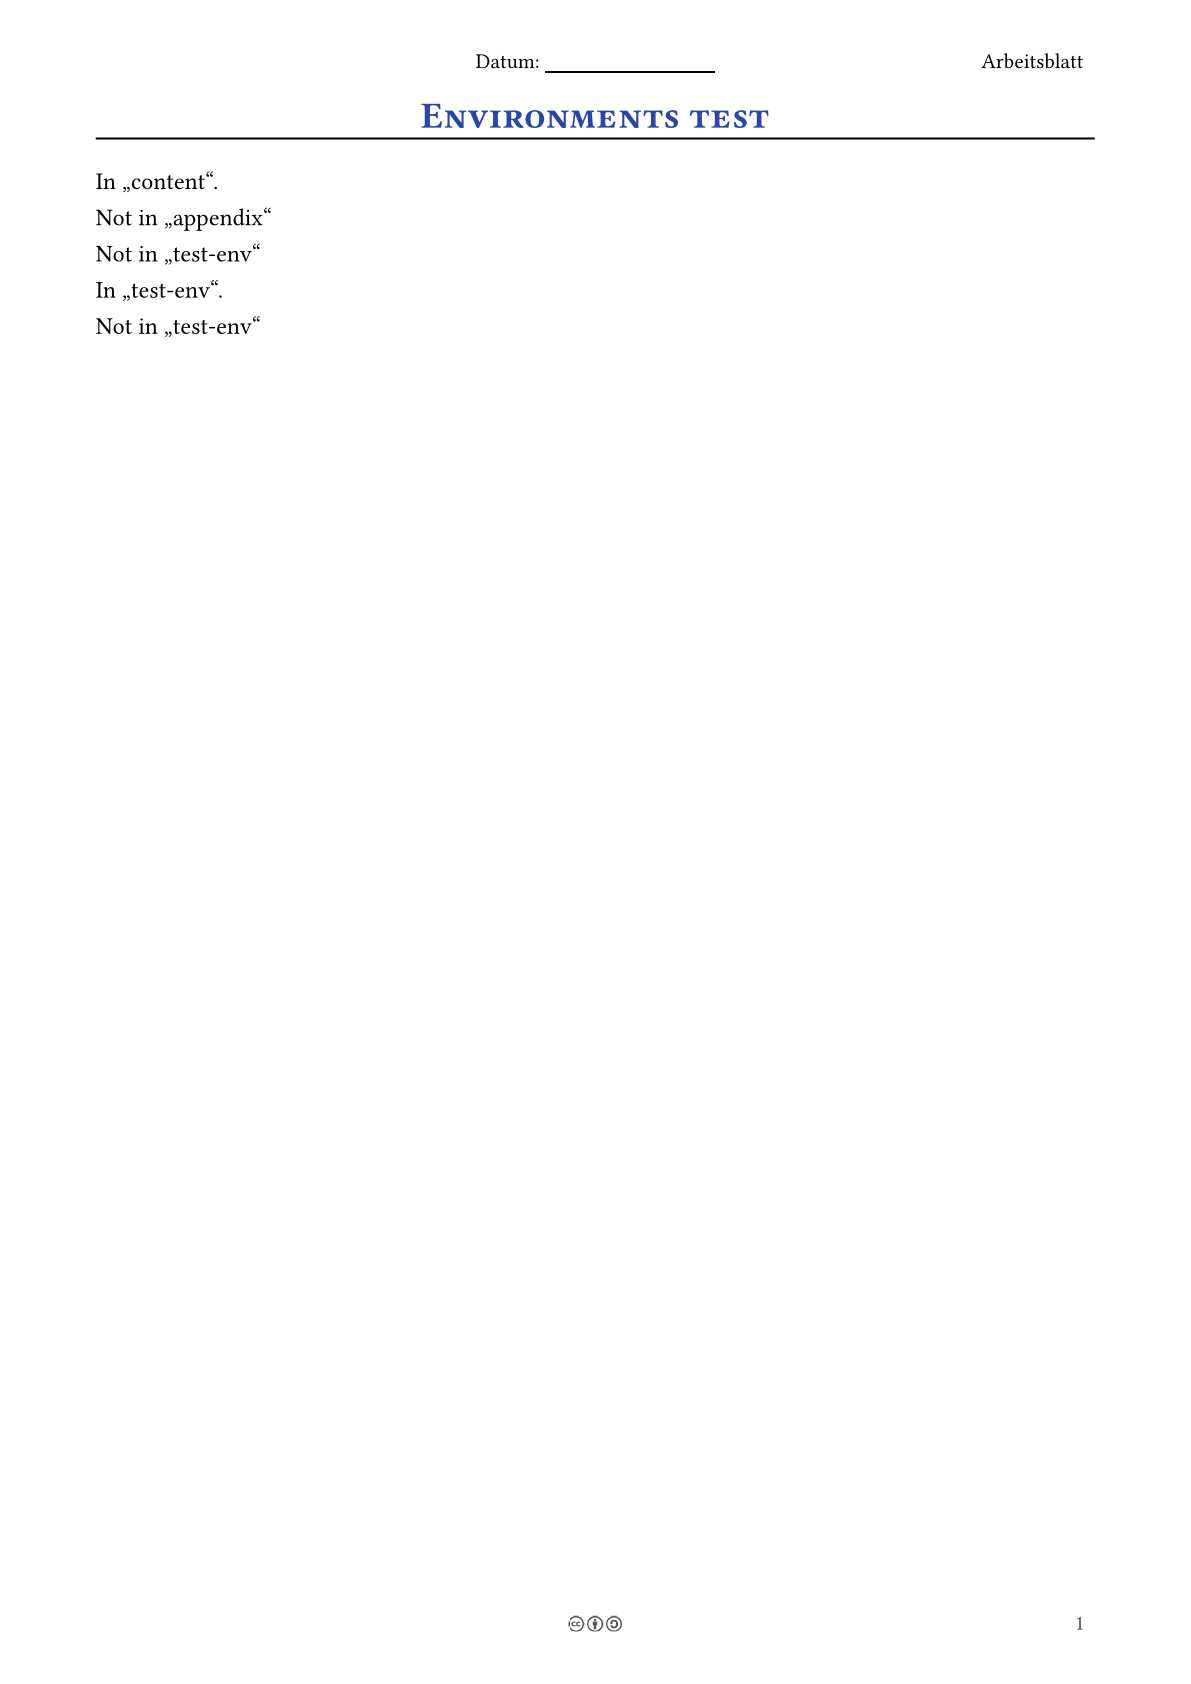 Datum: Arbeitsblatt
Environments test
In „content“.
Not in „appendix“
Not in „test-env“
In „test-env“.
Not in „test-env“
1